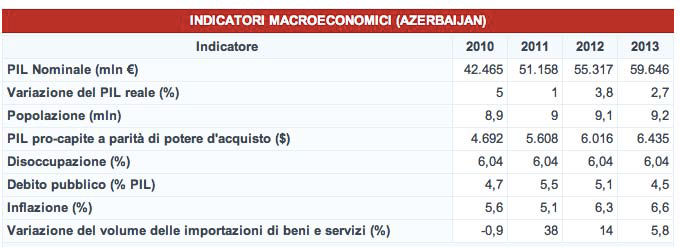 INDICATORI MACROECONOMICI (AZERBAIJAN)
Indicatore 2010 2011 2012 2013
PIL Nominale (mln €) 42.465 51.158 55.317 59.646
Variazione del PIL reale (%) 5 1 3,8 2,7
Popolazione (mln) 8,9 9 9,1 9,2
PIL pro-capite a parità di potere d'acquisto ($) 4.692 5.608 6.016 6.435
Disoccupazione (%) 6,04 6,04 6,04 6,04
Debito pubblico (% PIL) 4,7 5,5 5,1 4,5
Inflazione (%) 5,6 5,1 6,3 6,6
Variazione del volume delle importazioni di beni e servizi (%) -0,9 38 14 5,8